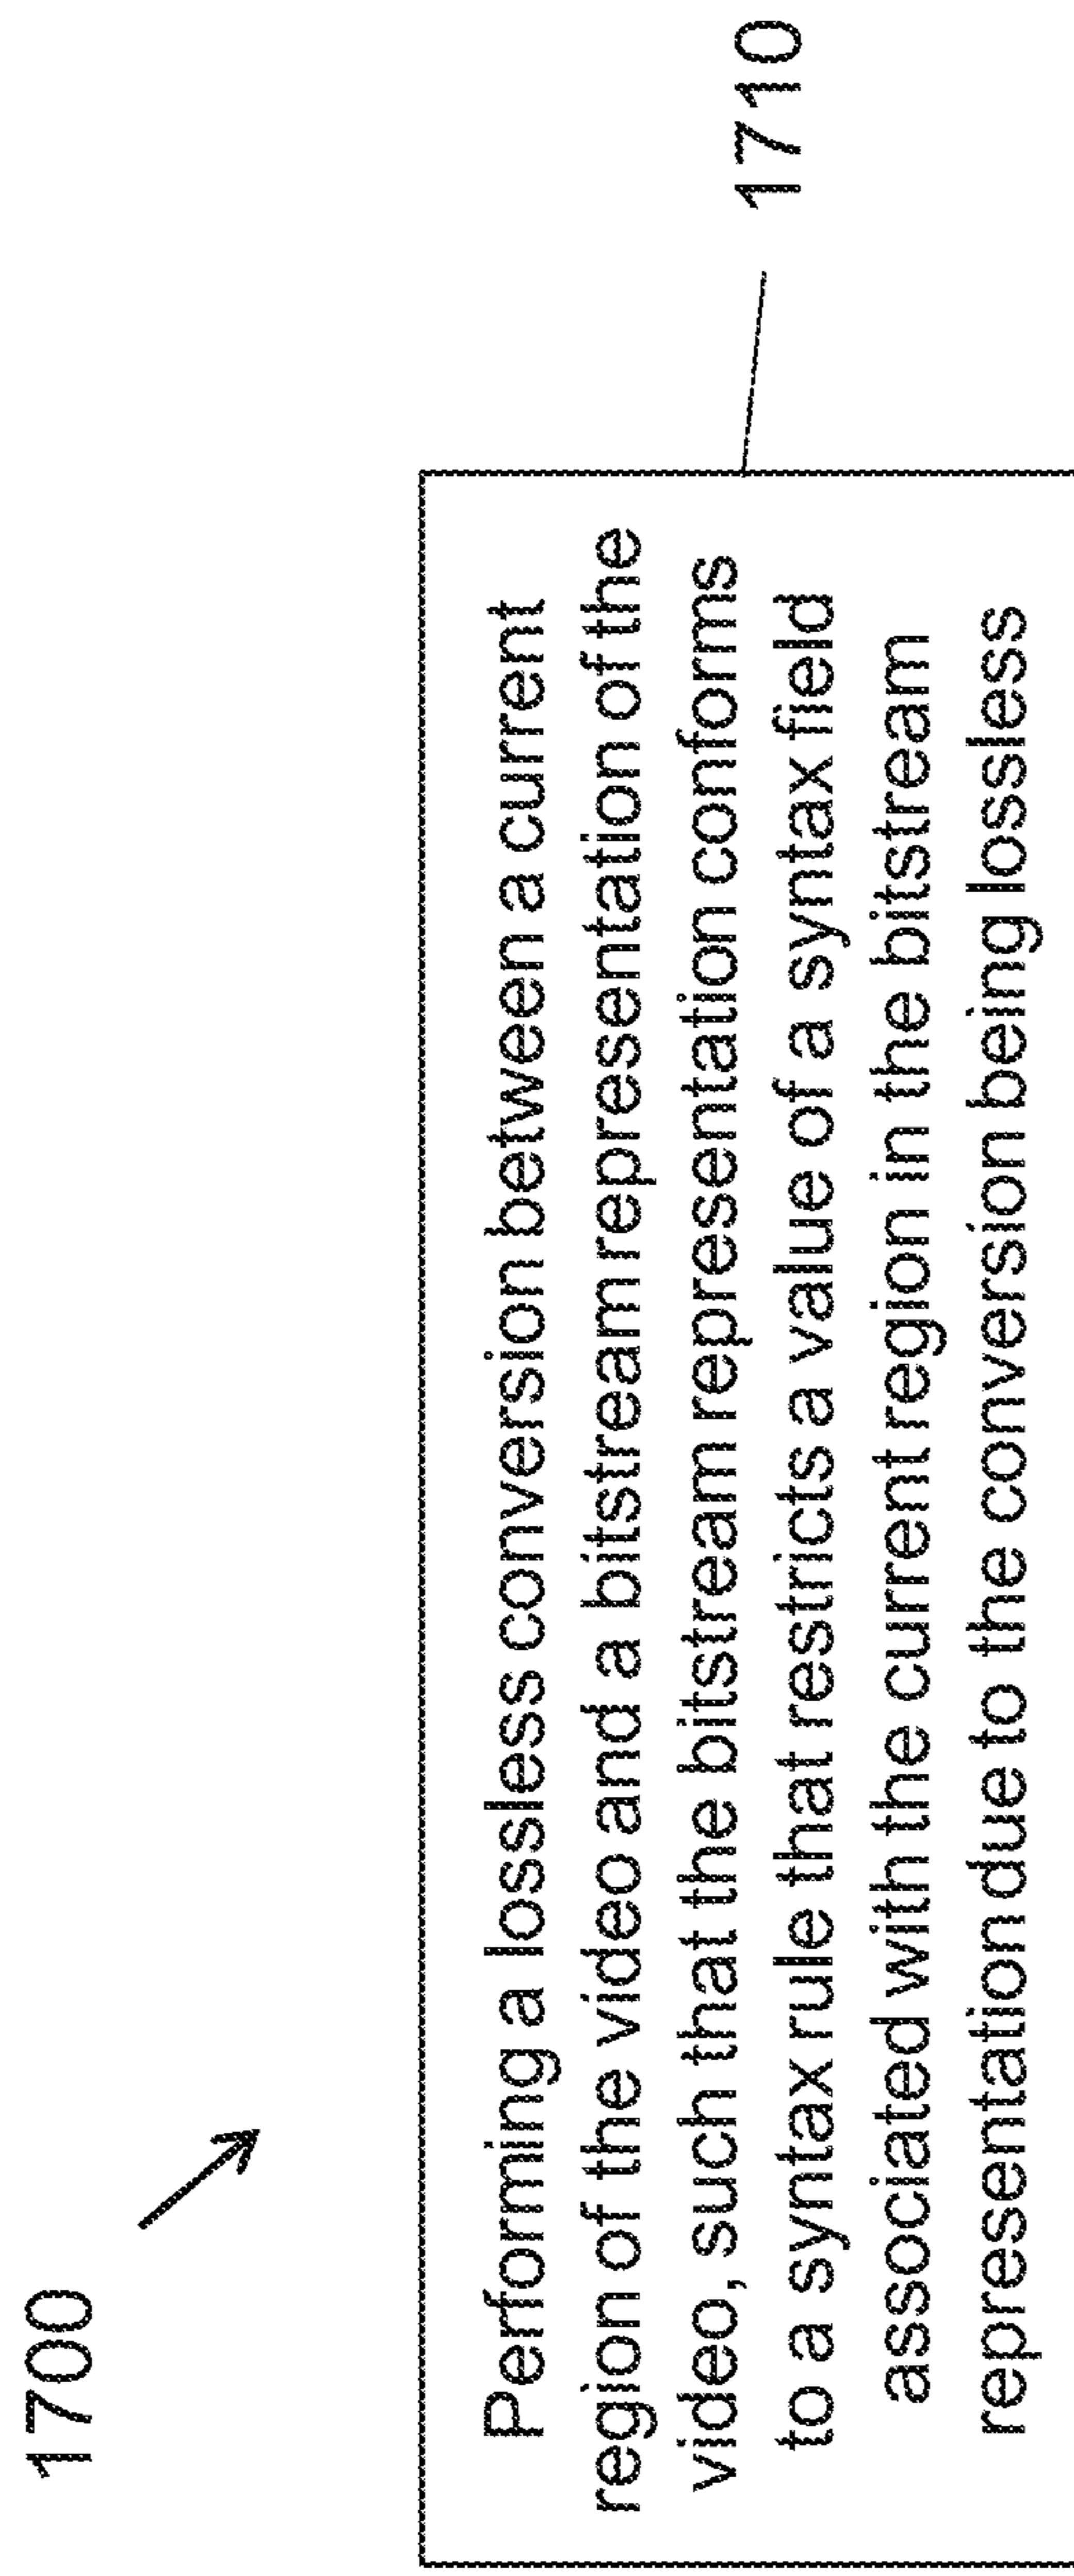 1700
Performing a lossless conversion between a current
region of the video and a bitstream representation of the
video, such that the bitstream representation conforms
to a syntax rule that restricts a value of a syntax field
associated with the current region in the bitstream
representation due to the conversion being lossless
1710